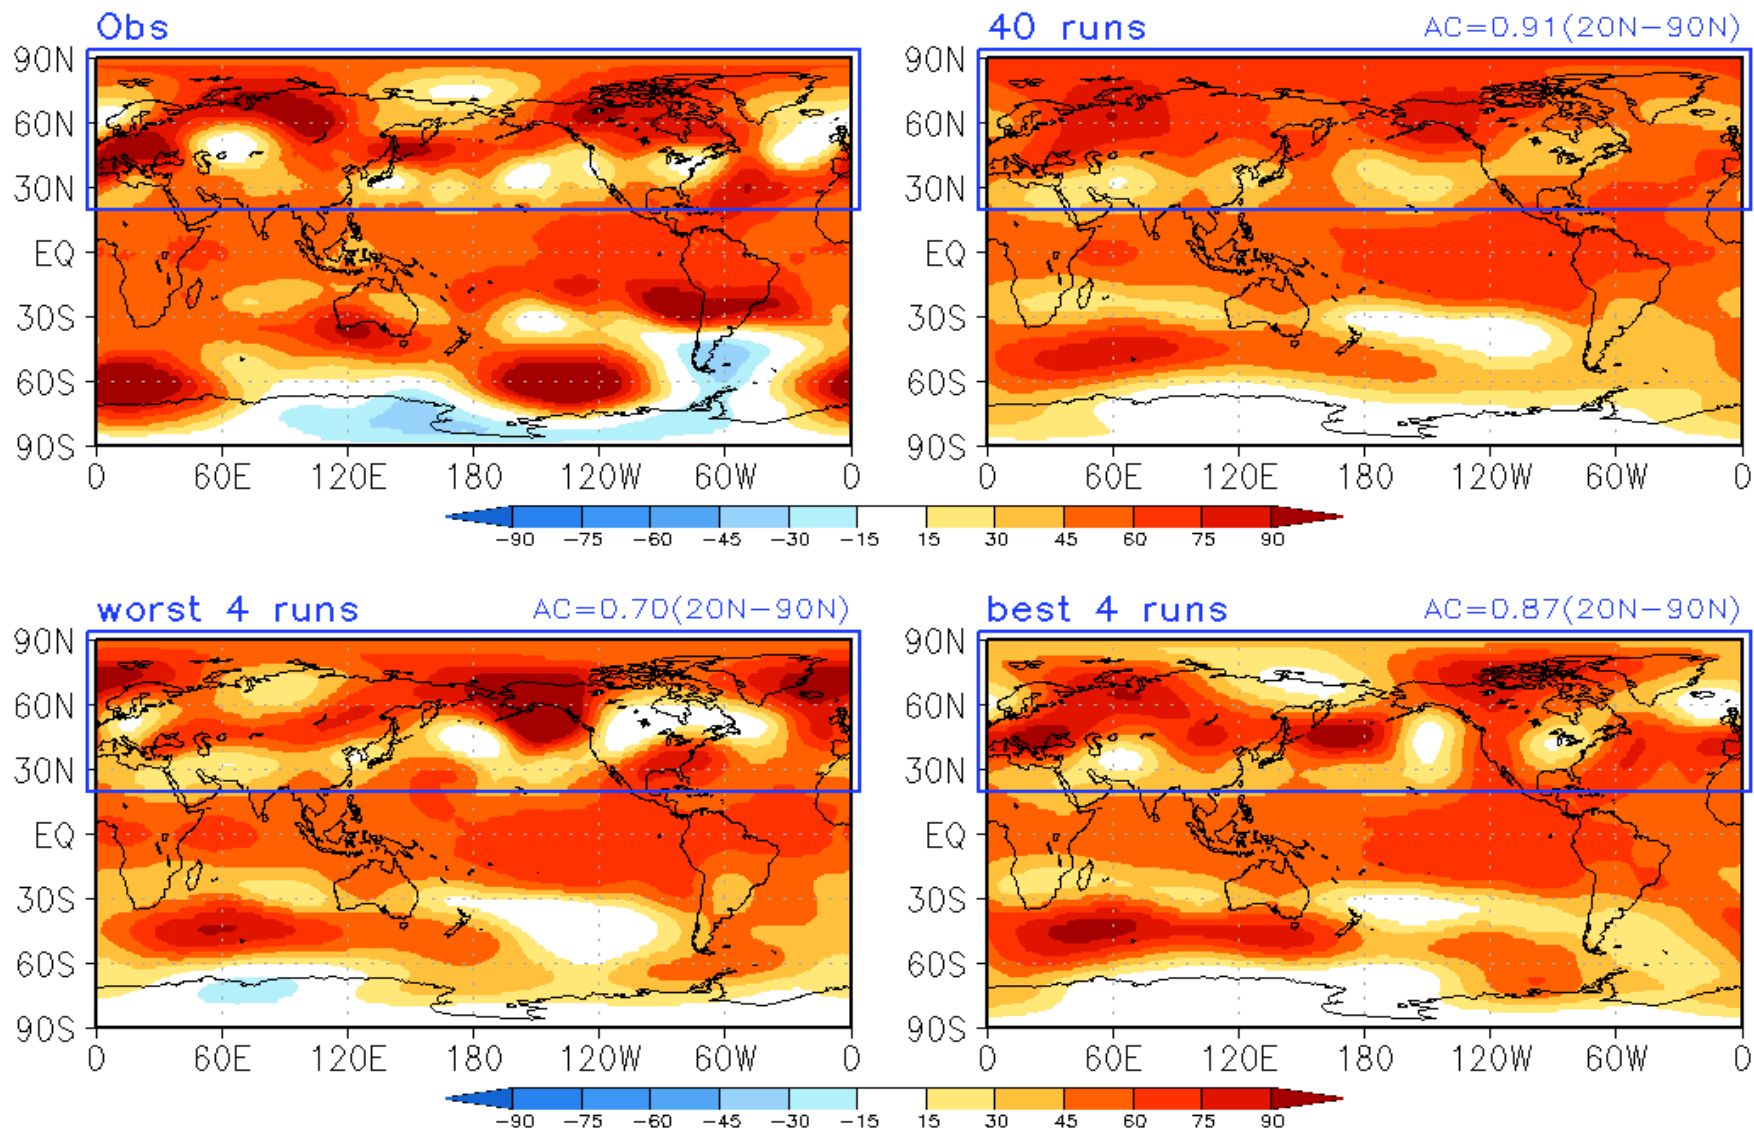 Obs
40 runs AC=0.91(20N−90N)
90N
60N
30N
EQ
30S
60S
90S
0 60E 120E 180 120W 60W 0
90N
60N
30N
EQ
30S
60S
90S
0 60E 120E 180 120W 60W 0
−90 −75 −60 −45 −30 −15 15 30 45 60 75 90
worst 4 runs AC=0.70(20N−90N)
best 4 runs AC=0.87(20N−90N)
90N
60N
30N
EQ
30S
60S
90S
0 60E 120E 180 120W 60W 0
90N
60N
30N
EQ
30S
60S
90S
0 60E 120E 180 120W 60W 0
−90 −75 −60 −45 −30 −15 15 30 45 60 75 90